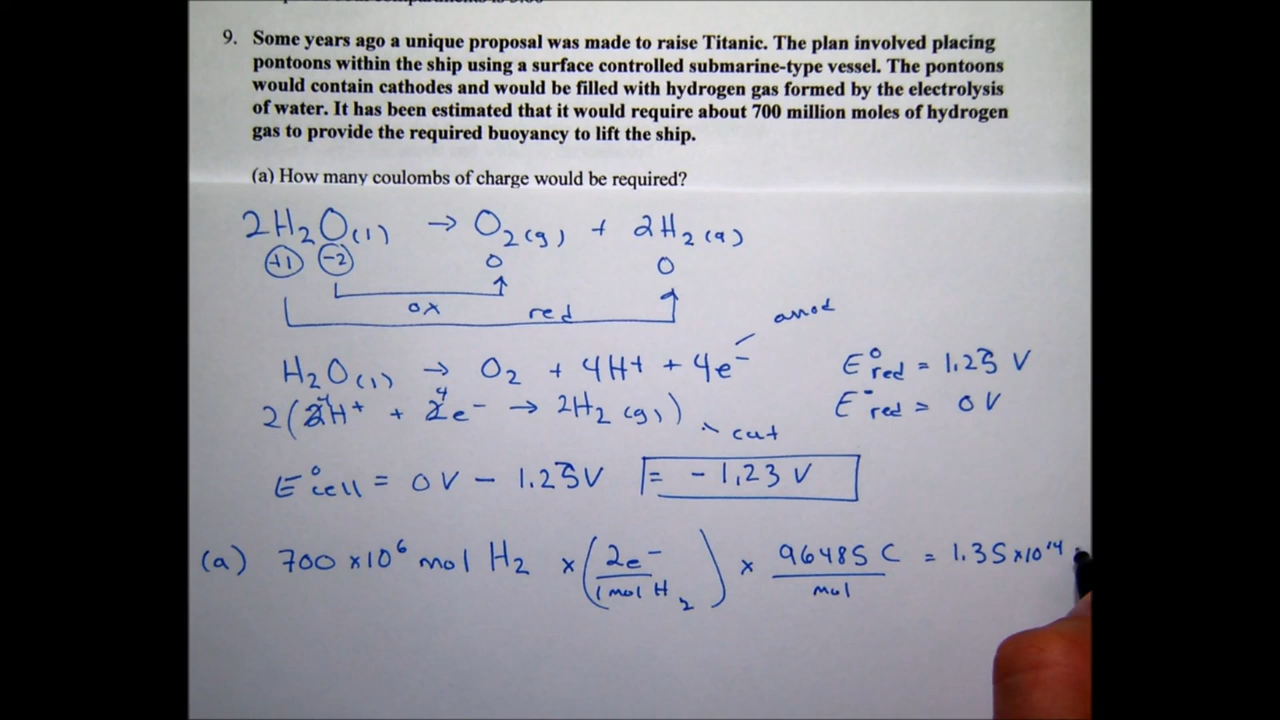 9. Some years ago a unique proposal was made to raise Titanic. The plan involved placing
pontoons within the ship using a surface controlled submarine-type vessel. The pontoons
would contain cathodes and would be filled with hydrogen gas formed by the electrolysis
of water. It has been estimated that it would require about 700 million moles of hydrogen
gas to provide the required buoyancy to lift the ship.
(a) How many coulombs of charge would be required?
2H₂O(l) → O₂(g) + 2H₂(g)
+1 -2 0 0
ox red
anod
H₂O(l) → O₂ + 4H⁺ + 4e⁻ E°red = 1.23 V
2(4H⁺ + 4e⁻ → 2H₂(g)) E°red = 0 V
cat
E°cell = 0V - 1.23V = -1.23 V
(a) 700 ×10⁶ mol H₂ × (2e⁻ / 1 mol H₂) × 96485 C / mol = 1.35×10¹⁴